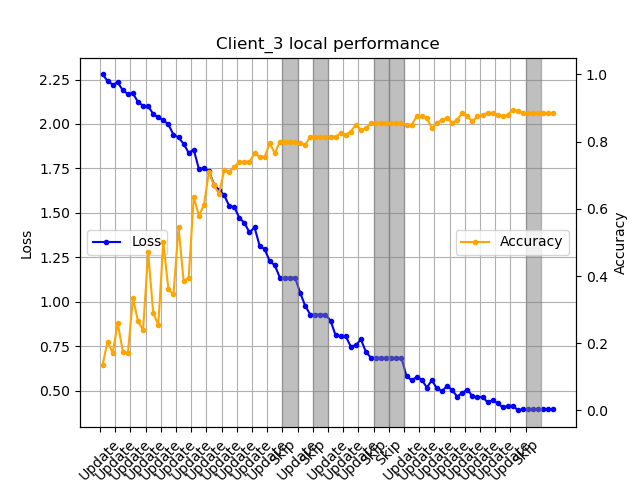 Client_3 local performance
2.25
2.00
1.75
1.50
1.25
1.00
0.75
0.50
Loss
Loss
Accuracy
1.0
0.8
0.6
0.4
0.2
0.0
Accuracy
Update
Update
Update
Update
Update
Update
Update
Update
Update
Update
Update
Update
Skip
Update
Skip
Update
Update
Update
Skip
Skip
Update
Update
Update
Update
Update
Update
Update
Update
Skip